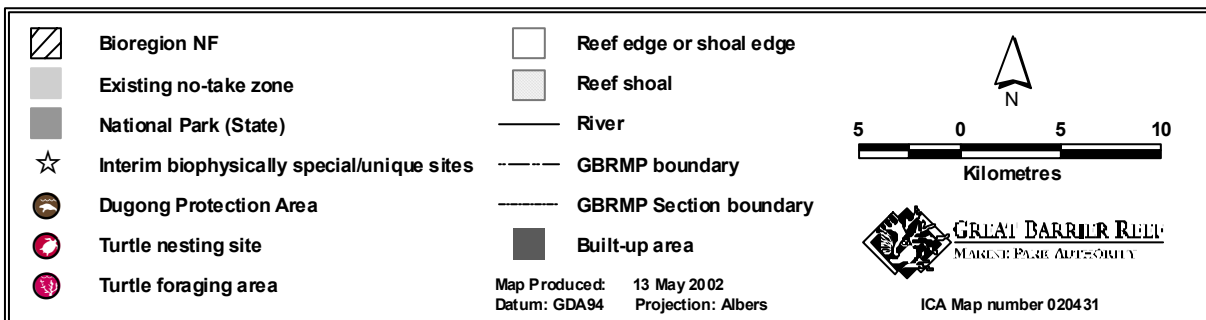 Bioregion NF
Existing no-take zone
National Park (State)
Interim biophysically special/unique sites
Dugong Protection Area
Turtle nesting site
Turtle foraging area
Reef edge or shoal edge
Reef shoal
River
GBRMP boundary
GBRMP Section boundary
Built-up area
Map Produced: 13 May 2002
Datum: GDA94 Projection: Albers
N
5 0 5 10
Kilometres
GREAT BARRIER REEF
MARINE PARK AUTHORITY
ICA Map number 020431